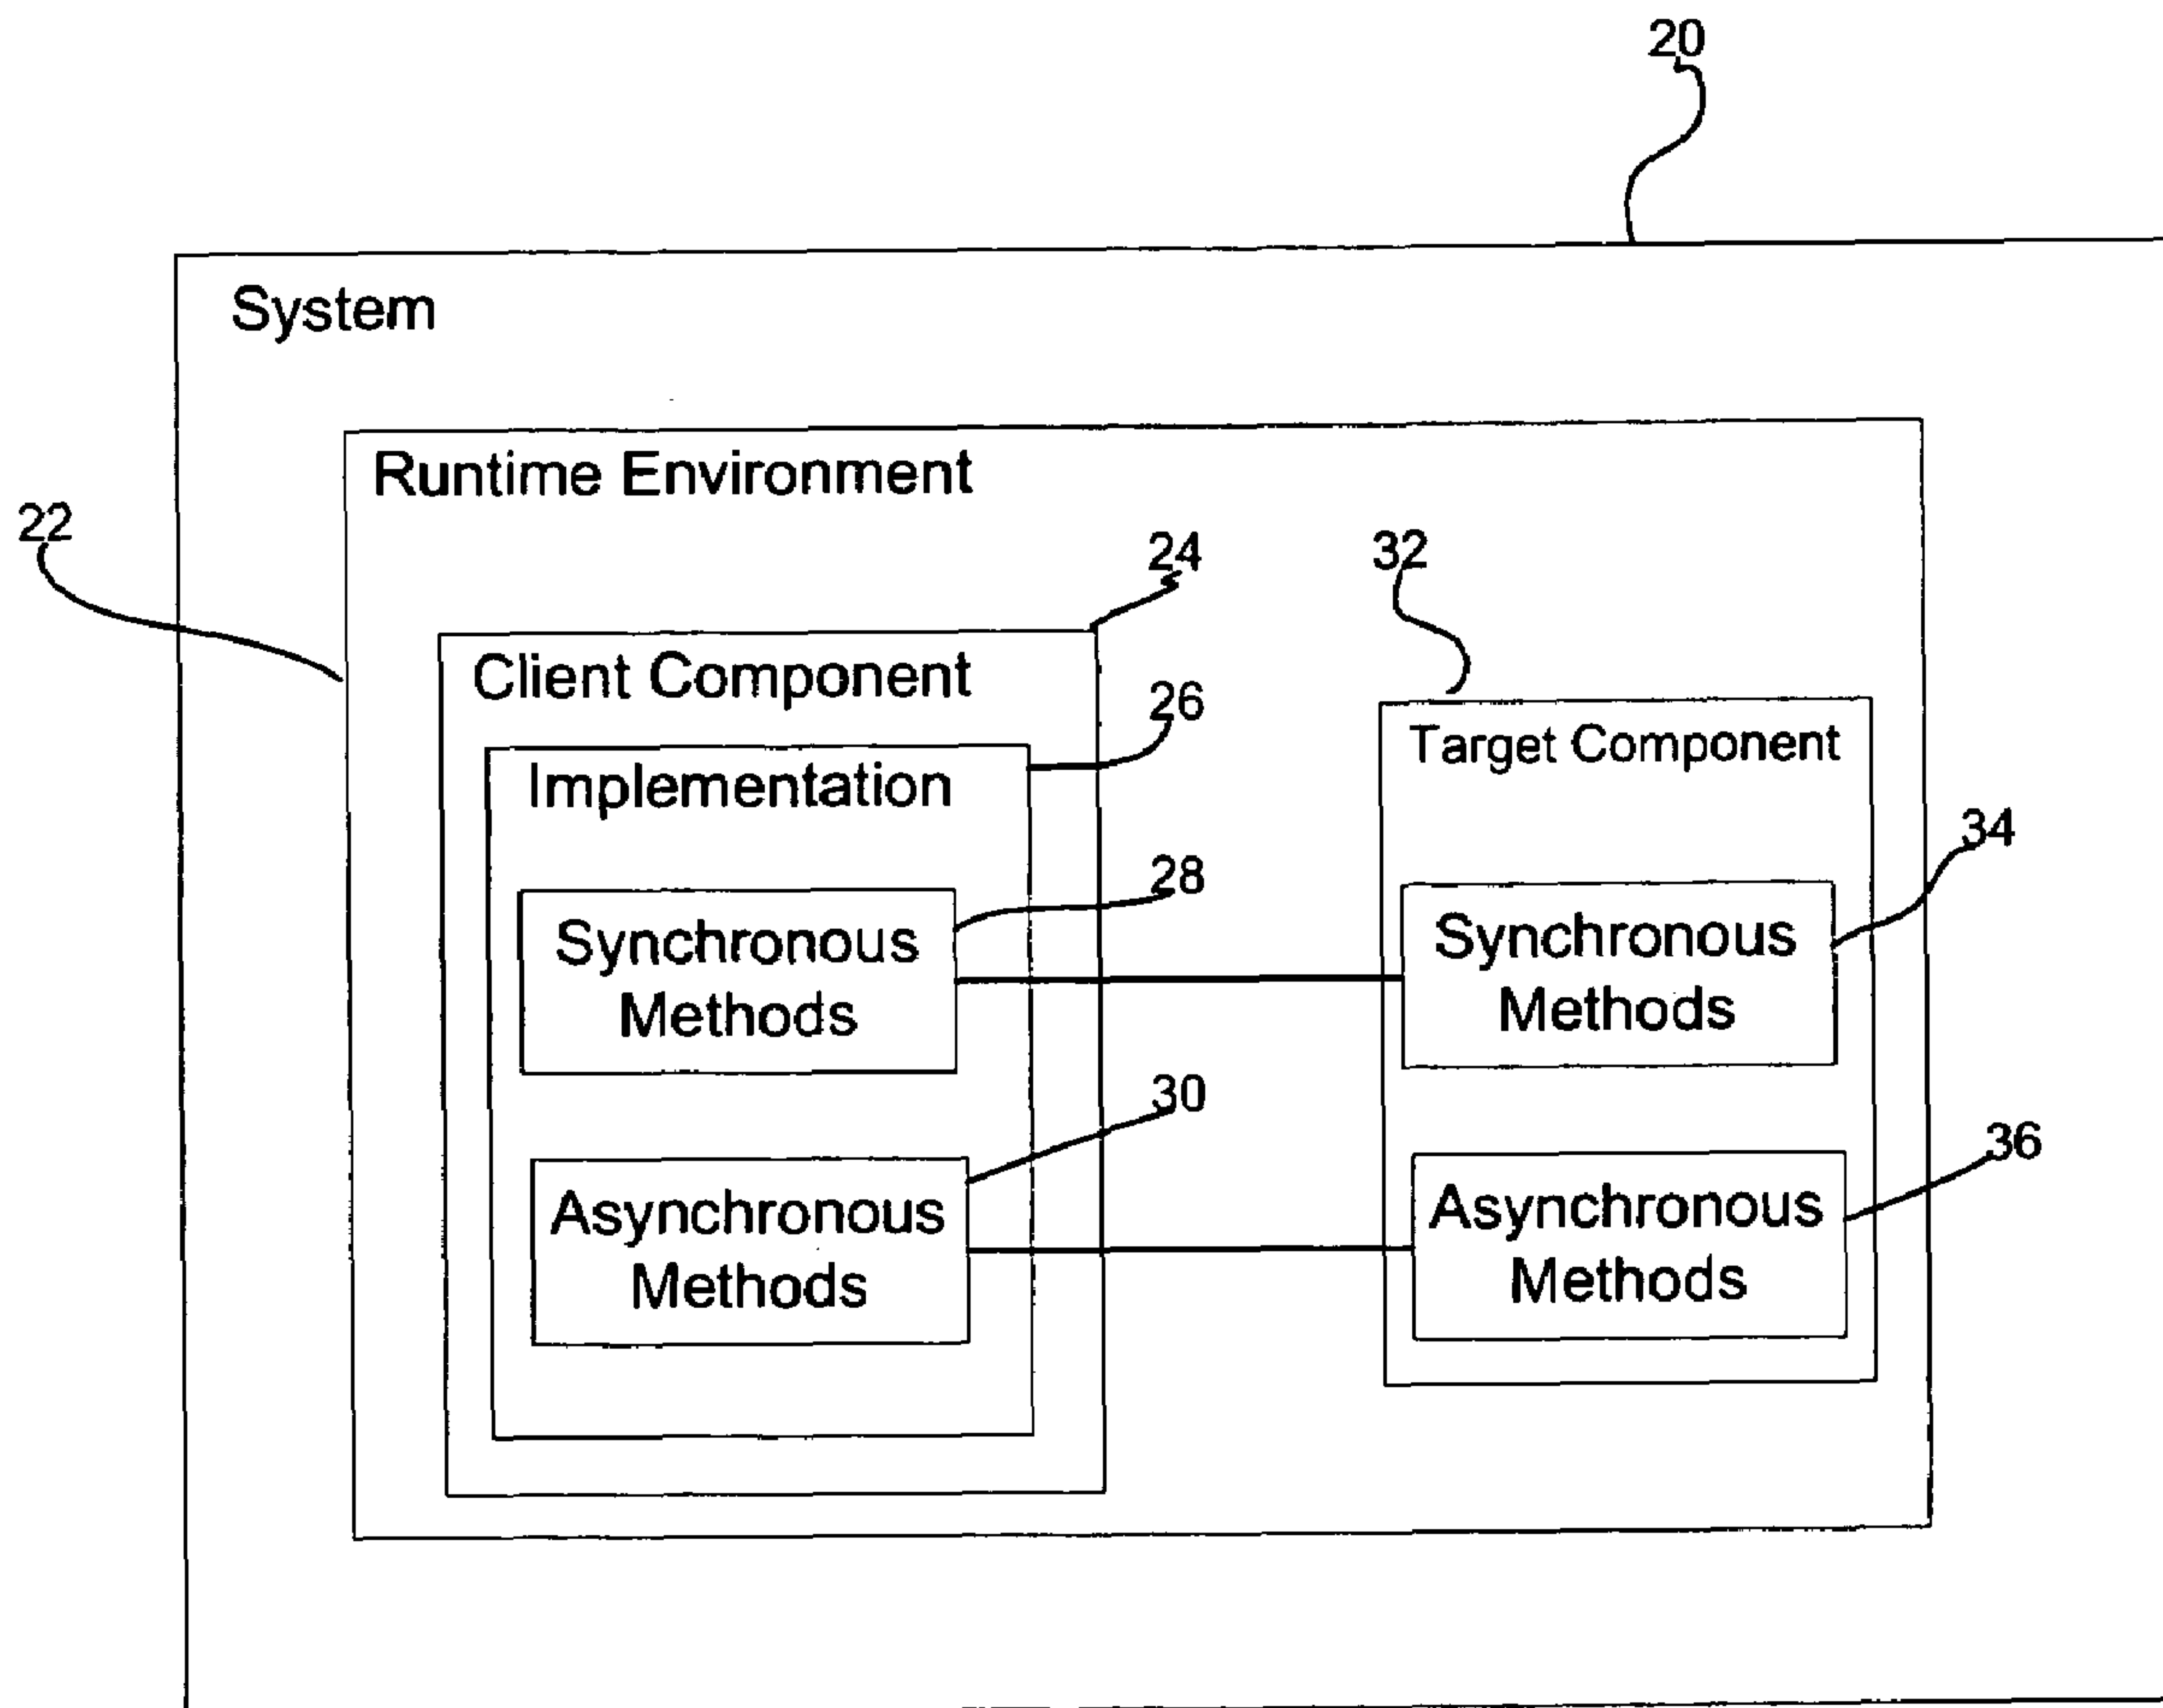 20
System
Runtime Environment
22
24
32
Client Component
26
Target Component
Implementation
34
28
Synchronous
Methods
Synchronous
Methods
30
36
Asynchronous
Methods
Asynchronous
Methods